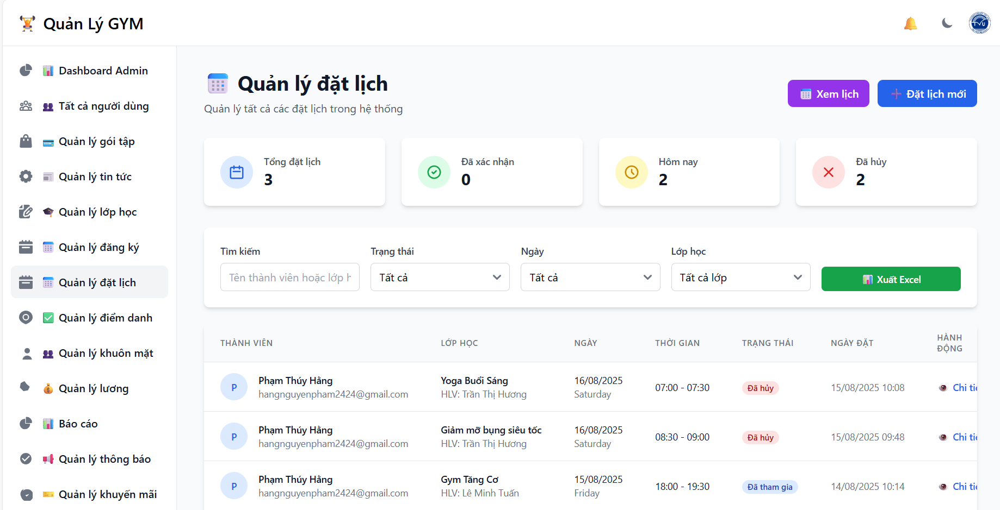 Quản Lý GYM
TVU
Dashboard Admin
Tất cả người dùng
Quản lý gói tập
Quản lý tin tức
Quản lý lớp học
Quản lý đăng ký
Quản lý đặt lịch
Quản lý điểm danh
Quản lý khuôn mặt
Quản lý lương
Báo cáo
Quản lý thông báo
Quản lý khuyến mãi
Quản lý đặt lịch
Quản lý tất cả các đặt lịch trong hệ thống
Xem lịch
Đặt lịch mới
Tổng đặt lịch
3
Đã xác nhận
0
Hôm nay
2
Đã hủy
2
Tìm kiếm
Tên thành viên hoặc lớp h
Trạng thái
Tất cả
Ngày
Tất cả
Lớp học
Tất cả lớp
Xuất Excel
THÀNH VIÊN LỚP HỌC NGÀY THỜI GIAN TRẠNG THÁI NGÀY ĐẶT HÀNH ĐỘNG
P Phạm Thúy Hằng Yoga Buổi Sáng 16/08/2025 07:00 - 07:30 Đã hủy 15/08/2025 10:08 Chi tiế
hangnguyenpham2424@gmail.com HLV: Trần Thị Hương Saturday
P Phạm Thúy Hằng Giảm mỡ bụng siêu tốc 16/08/2025 08:30 - 09:00 Đã hủy 15/08/2025 09:48 Chi tiế
hangnguyenpham2424@gmail.com HLV: Trần Thị Hương Saturday
P Phạm Thúy Hằng Gym Tăng Cơ 15/08/2025 18:00 - 19:30 Đã tham gia 14/08/2025 10:14 Chi tiế
hangnguyenpham2424@gmail.com HLV: Lê Minh Tuấn Friday